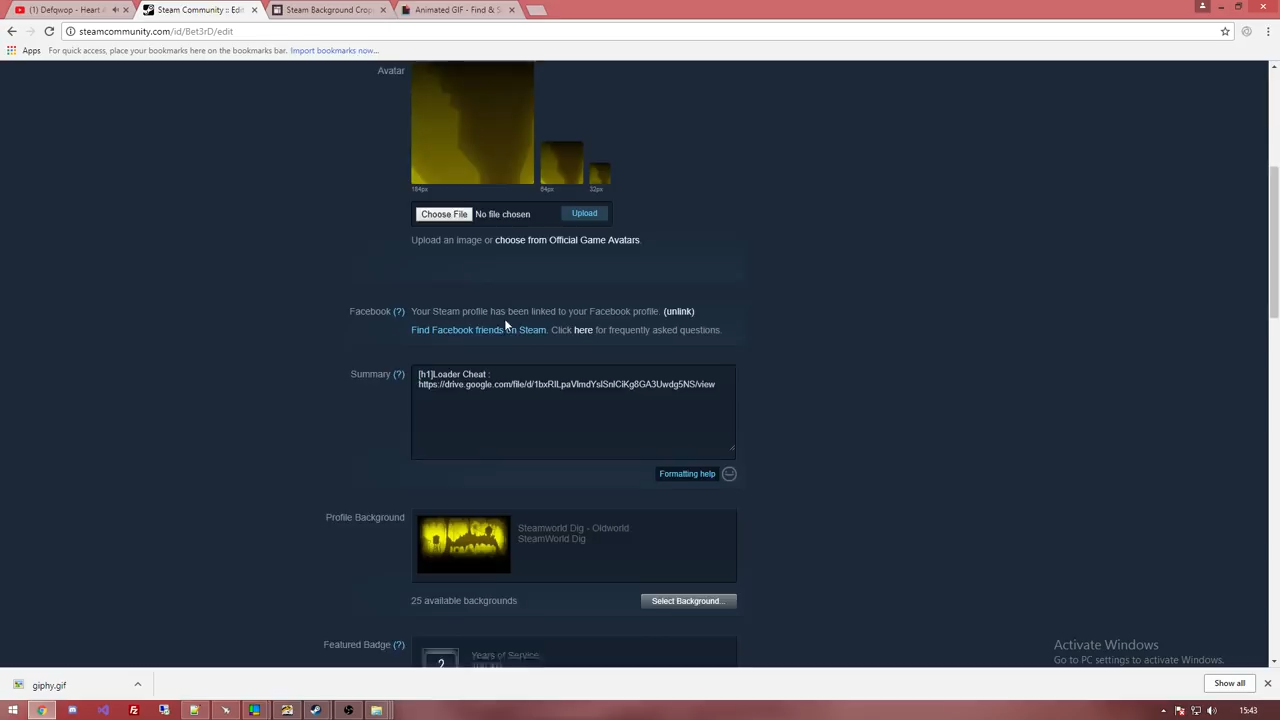 (1) Defqwop - Heart A
Steam Community :: Edi
Steam Background Crop
Animated GIF - Find & S
steamcommunity.com/id/Bet3rD/edit
Apps For quick access, place your bookmarks here on the bookmarks bar. Import bookmarks now...
Avatar
184px 64px 32px
Choose File No file chosen Upload
Upload an image or choose from Official Game Avatars.
Facebook (?) Your Steam profile has been linked to your Facebook profile. (unlink)
Find Facebook friends on Steam. Click here for frequently asked questions.
Summary (?) [h1]Loader Cheat :
https://drive.google.com/file/d/1bxRlLpaVlmdYslSnlCiKg8GA3Uwdg5NS/view
Formatting help
Profile Background Steamworld Dig - Oldworld
SteamWorld Dig
25 available backgrounds Select Background...
Featured Badge (?) 2 Years of Service
Activate Windows
Go to PC settings to activate Windows.
giphy.gif Show all
15:43